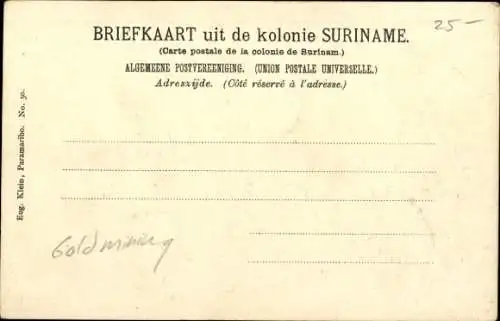 25-
BRIEFKAART uit de kolonie SURINAME.
(Carte postale de la colonie de Surinam.)
ALGEMEENE POSTVEREENIGING. (UNION POSTALE UNIVERSELLE.)
Adreszijde. (Côté réservé à l'adresse.)
Eug. Klein, Paramaribo. No. 30.
Goldmining